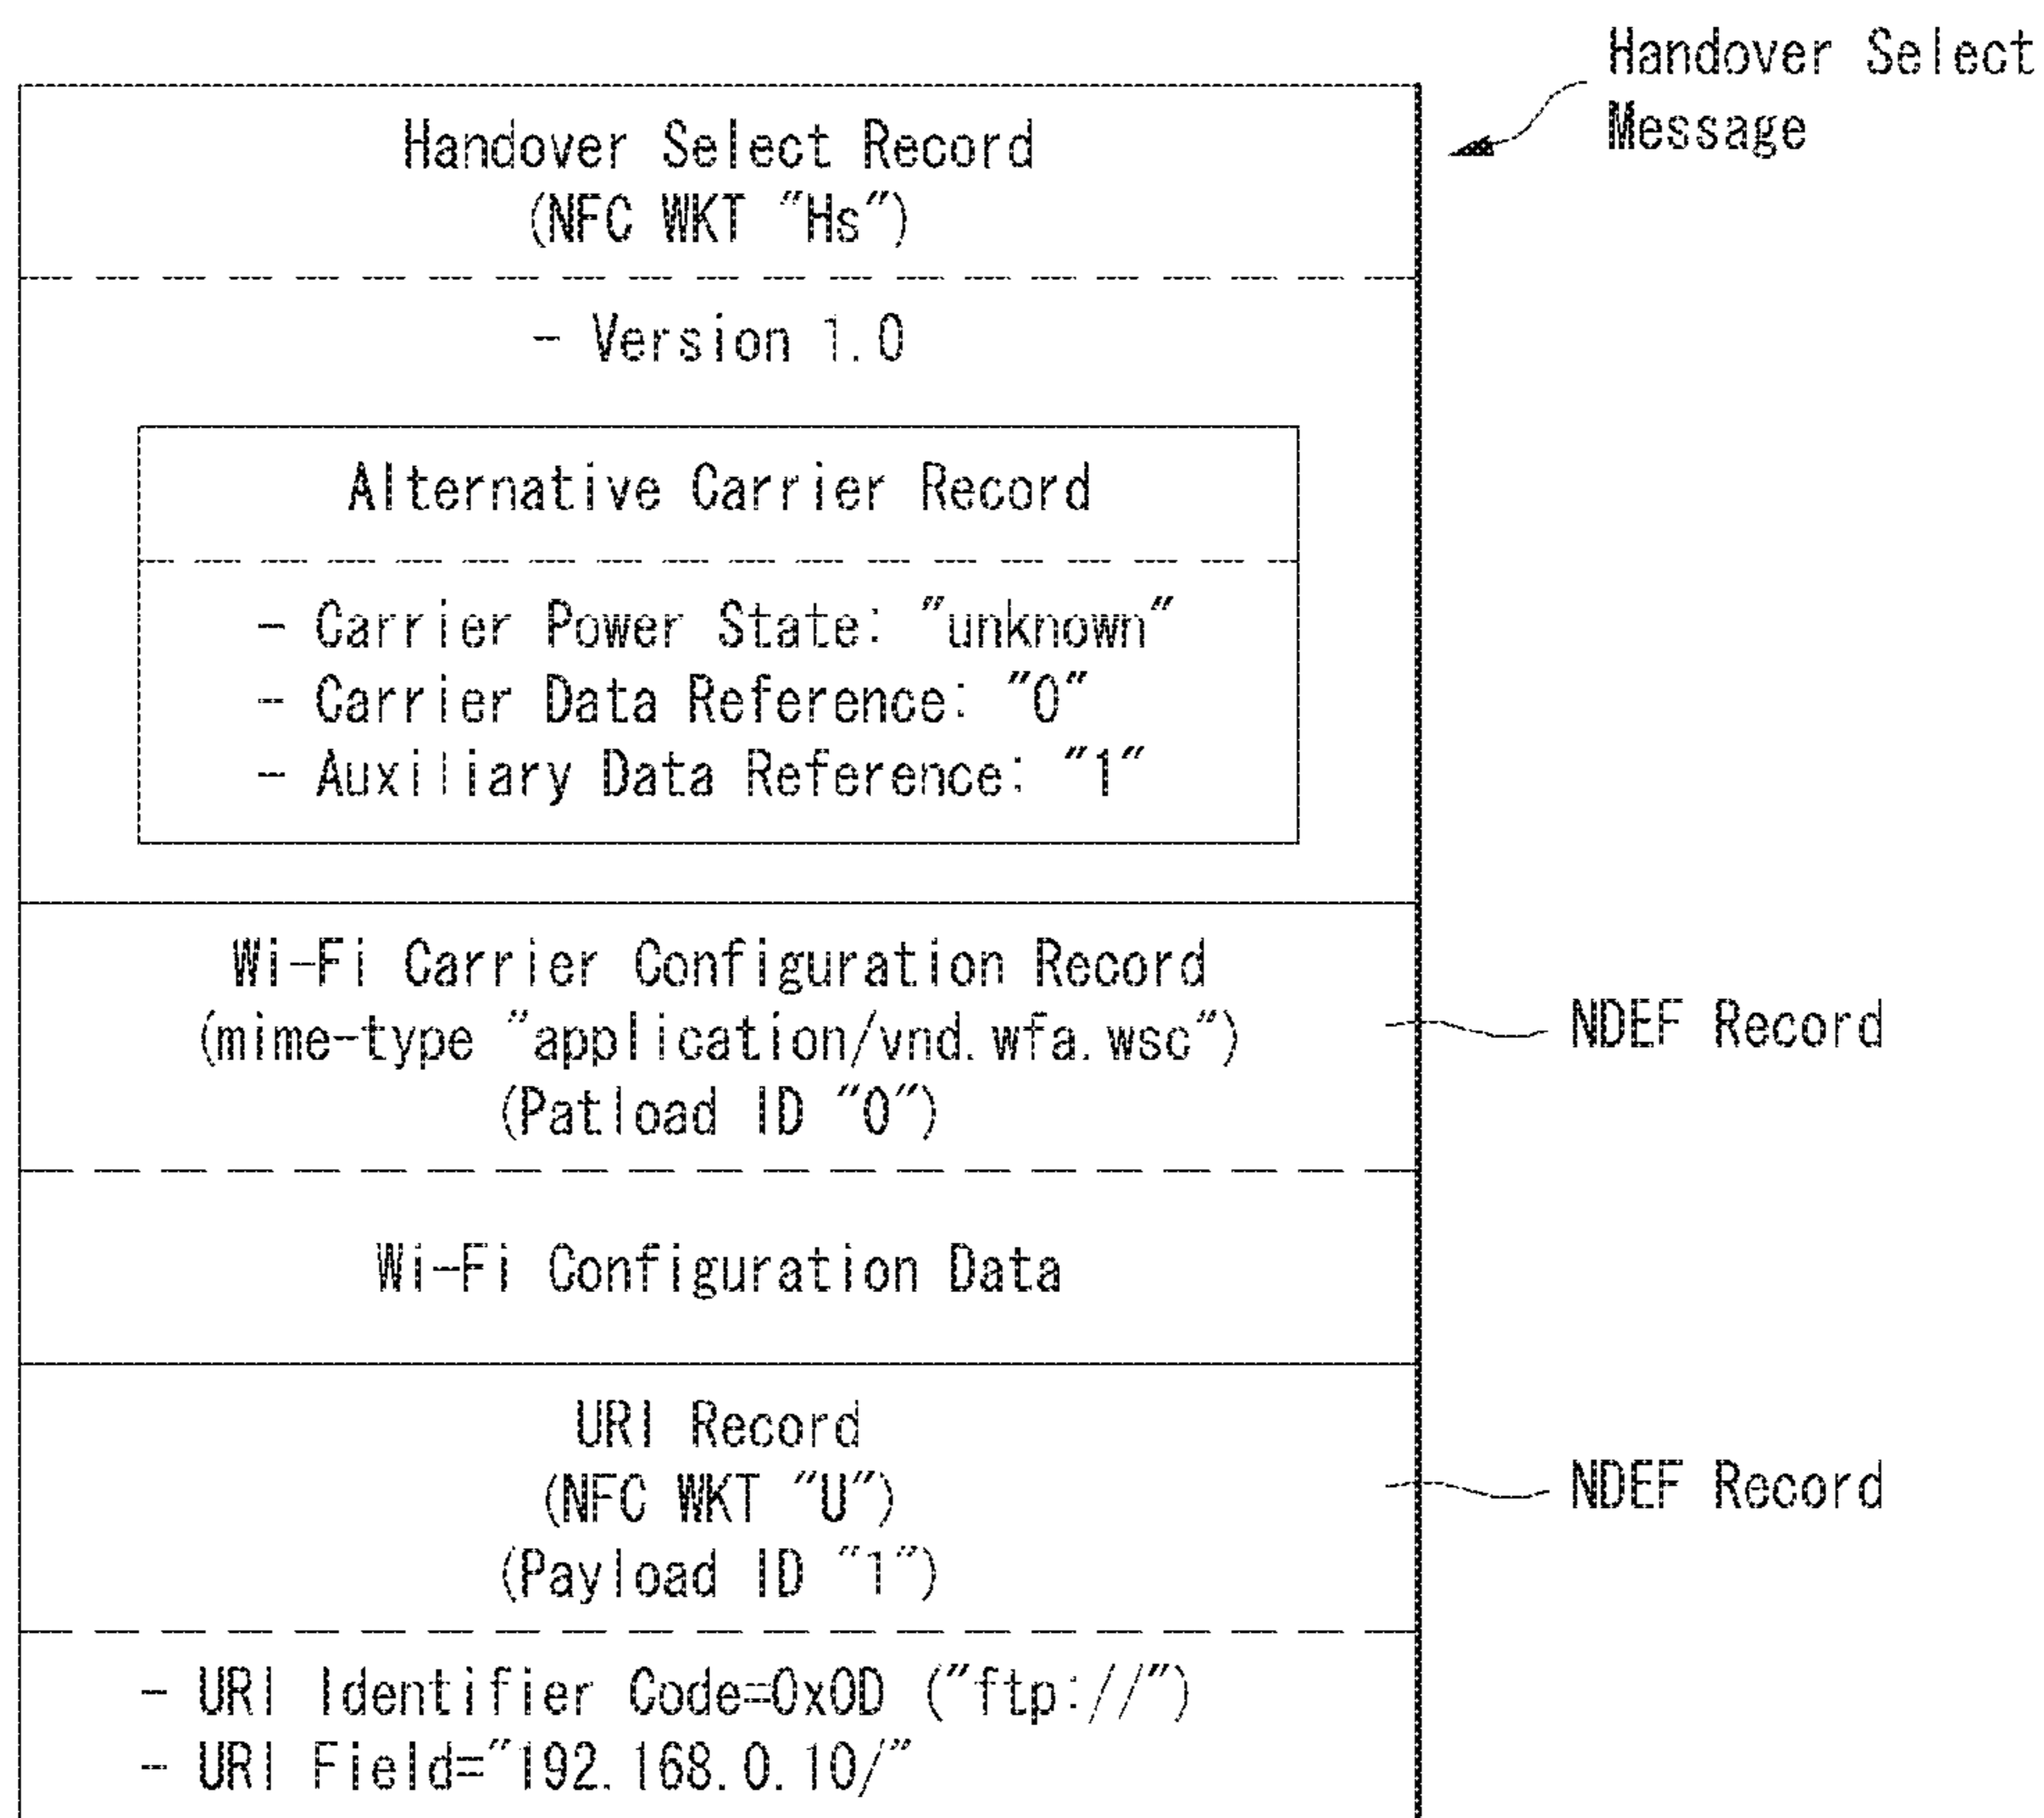 Handover Select
Message
Handover Select Record
(NFC WKT "Hs")
- Version 1.0
Alternative Carrier Record
- Carrier Power State: "unknown"
- Carrier Data Reference: "0"
- Auxiliary Data Reference: "1"
Wi-Fi Carrier Configuration Record
(mime-type "application/vnd.wfa.wsc")
(Patload ID "0")
NDEF Record
Wi-Fi Configuration Data
URI Record
(NFC WKT "U")
(Payload ID "1")
NDEF Record
- URI Identifier Code=0x0D ("ftp://")
- URI Field="192.168.0.10/"